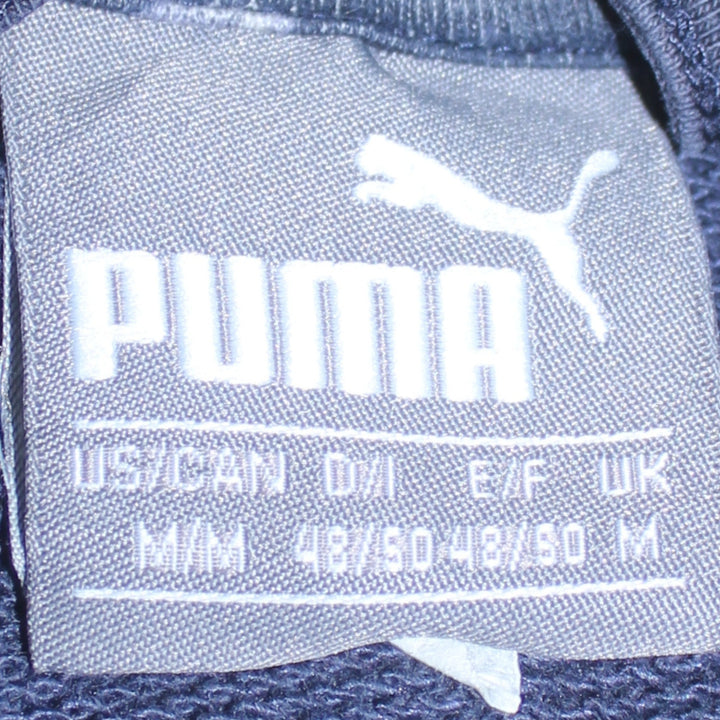 PUMA
US/CAN D/I E/F UK
M/M 48/50 48/50 M